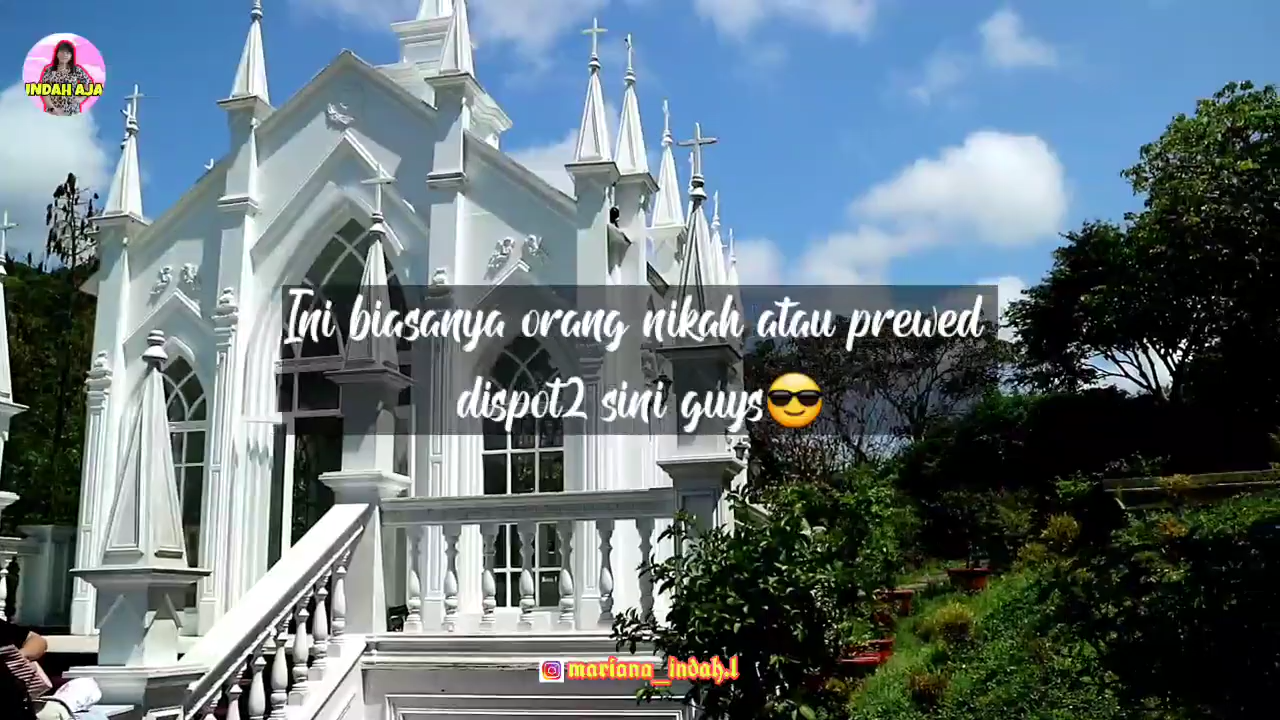 INDAH AJA
Ini biasanya orang nikah atau prewed
dispot2 sini guys😎
mariana_indah.l